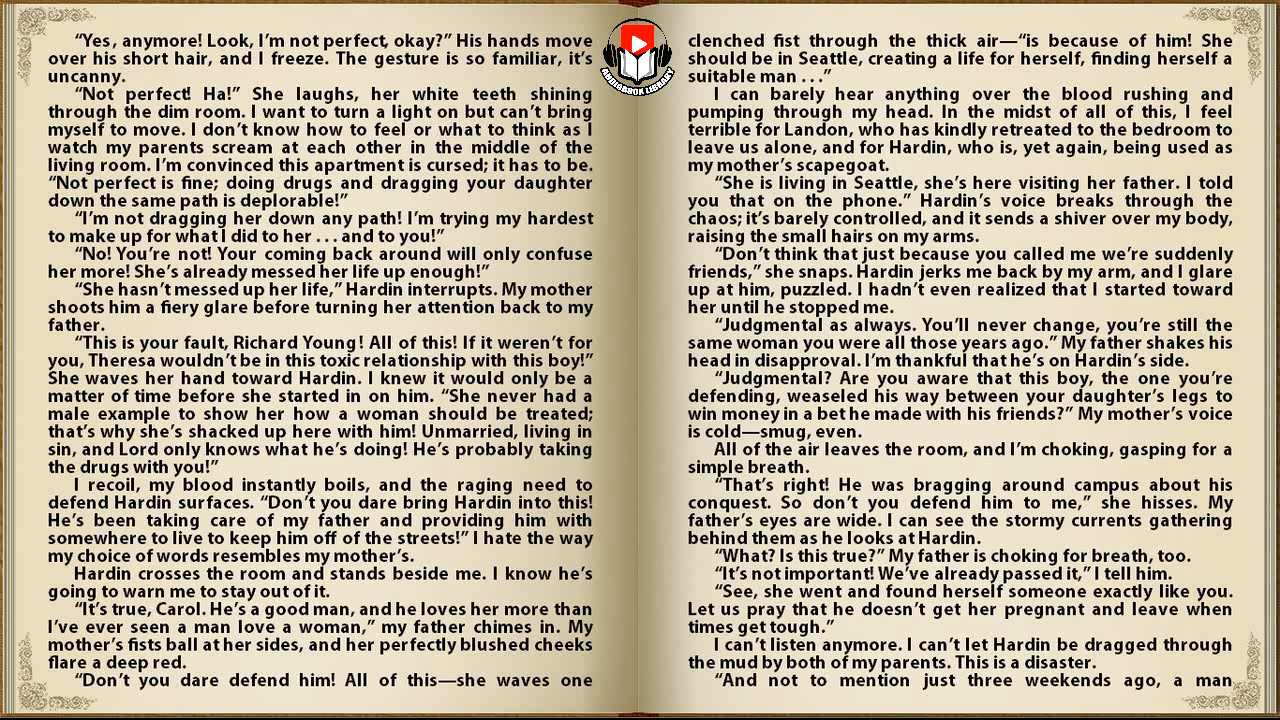 “Yes, anymore! Look, I’m not perfect, okay?” His hands move
over his short hair, and I freeze. The gesture is so familiar, it’s
uncanny.
“Not perfect! Ha!” She laughs, her white teeth shining
through the dim room. I want to turn a light on but can’t bring
myself to move. I don’t know how to feel or what to think as I
watch my parents scream at each other in the middle of the
living room. I’m convinced this apartment is cursed; it has to be.
“Not perfect is fine; doing drugs and dragging your daughter
down the same path is deplorable!”
“I’m not dragging her down any path! I’m trying my hardest
to make up for what I did to her . . . and to you!”
“No! You’re not! Your coming back around will only confuse
her more! She’s already messed her life up enough!”
“She hasn’t messed up her life,” Hardin interrupts. My mother
shoots him a fiery glare before turning her attention back to my
father.
“This is your fault, Richard Young! All of this! If it weren’t for
you, Theresa wouldn’t be in this toxic relationship with this boy!”
She waves her hand toward Hardin. I knew it would only be a
matter of time before she started in on him. “She never had a
male example to show her how a woman should be treated;
that’s why she’s shacked up here with him! Unmarried, living in
sin, and Lord only knows what he’s doing! He’s probably taking
the drugs with you!”
I recoil, my blood instantly boils, and the raging need to
defend Hardin surfaces. “Don’t you dare bring Hardin into this!
He’s been taking care of my father and providing him with
somewhere to live to keep him off of the streets!” I hate the way
my choice of words resembles my mother’s.
Hardin crosses the room and stands beside me. I know he’s
going to warn me to stay out of it.
“It’s true, Carol. He’s a good man, and he loves her more than
I’ve ever seen a man love a woman,” my father chimes in. My
mother’s fists ball at her sides, and her perfectly blushed cheeks
flare a deep red.
“Don’t you dare defend him! All of this—she waves one
AUDIOBOOK LIBRARY
clenched fist through the thick air—“is because of him! She
should be in Seattle, creating a life for herself, finding herself a
suitable man . . .”
I can barely hear anything over the blood rushing and
pumping through my head. In the midst of all of this, I feel
terrible for Landon, who has kindly retreated to the bedroom to
leave us alone, and for Hardin, who is, yet again, being used as
my mother’s scapegoat.
“She is living in Seattle, she’s here visiting her father. I told
you that on the phone.” Hardin’s voice breaks through the
chaos; it’s barely controlled, and it sends a shiver over my body,
raising the small hairs on my arms.
“Don’t think that just because you called me we’re suddenly
friends,” she snaps. Hardin jerks me back by my arm, and I glare
up at him, puzzled. I hadn’t even realized that I started toward
her until he stopped me.
“Judgmental as always. You’ll never change, you’re still the
same woman you were all those years ago.” My father shakes his
head in disapproval. I’m thankful that he’s on Hardin’s side.
“Judgmental? Are you aware that this boy, the one you’re
defending, weaseled his way between your daughter’s legs to
win money in a bet he made with his friends?” My mother’s voice
is cold—smug, even.
All of the air leaves the room, and I’m choking, gasping for a
simple breath.
“That’s right! He was bragging around campus about his
conquest. So don’t you defend him to me,” she hisses. My
father’s eyes are wide. I can see the stormy currents gathering
behind them as he looks at Hardin.
“What? Is this true?” My father is choking for breath, too.
“It’s not important! We’ve already passed it,” I tell him.
“See, she went and found herself someone exactly like you.
Let us pray that he doesn’t get her pregnant and leave when
times get tough.”
I can’t listen anymore. I can’t let Hardin be dragged through
the mud by both of my parents. This is a disaster.
“And not to mention just three weekends ago, a man